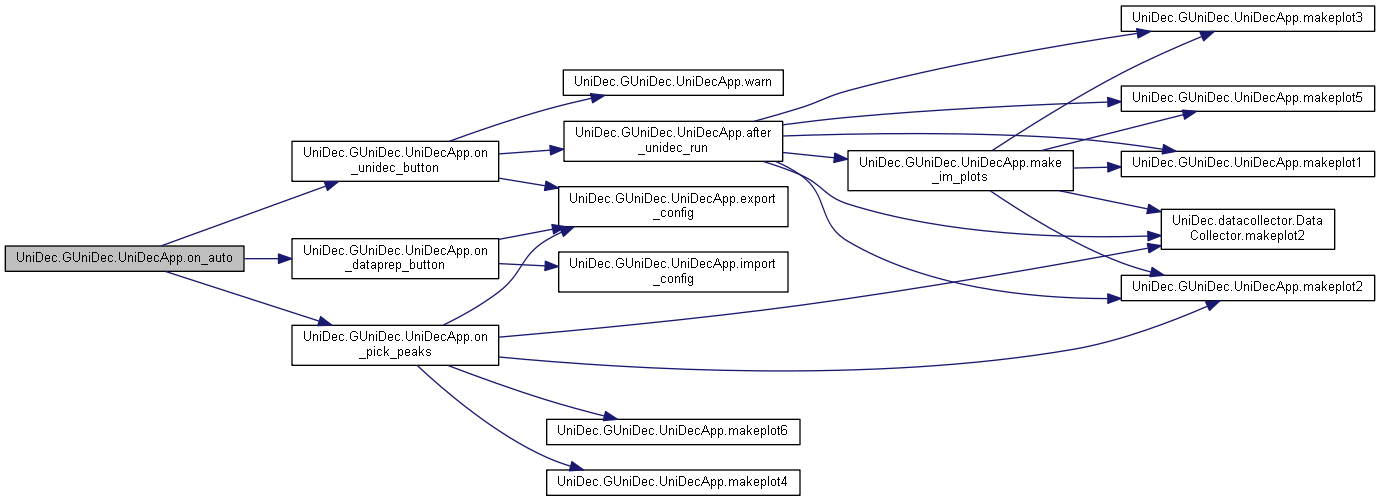 UniDec.GUniDec.UniDecApp.on_auto
UniDec.GUniDec.UniDecApp.on
_unidec_button
UniDec.GUniDec.UniDecApp.on
_dataprep_button
UniDec.GUniDec.UniDecApp.on
_pick_peaks
UniDec.GUniDec.UniDecApp.warn
UniDec.GUniDec.UniDecApp.after
_unidec_run
UniDec.GUniDec.UniDecApp.export
_config
UniDec.GUniDec.UniDecApp.import
_config
UniDec.GUniDec.UniDecApp.makeplot6
UniDec.GUniDec.UniDecApp.makeplot4
UniDec.GUniDec.UniDecApp.make
_im_plots
UniDec.GUniDec.UniDecApp.makeplot3
UniDec.GUniDec.UniDecApp.makeplot5
UniDec.GUniDec.UniDecApp.makeplot1
UniDec.datacollector.Data
Collector.makeplot2
UniDec.GUniDec.UniDecApp.makeplot2